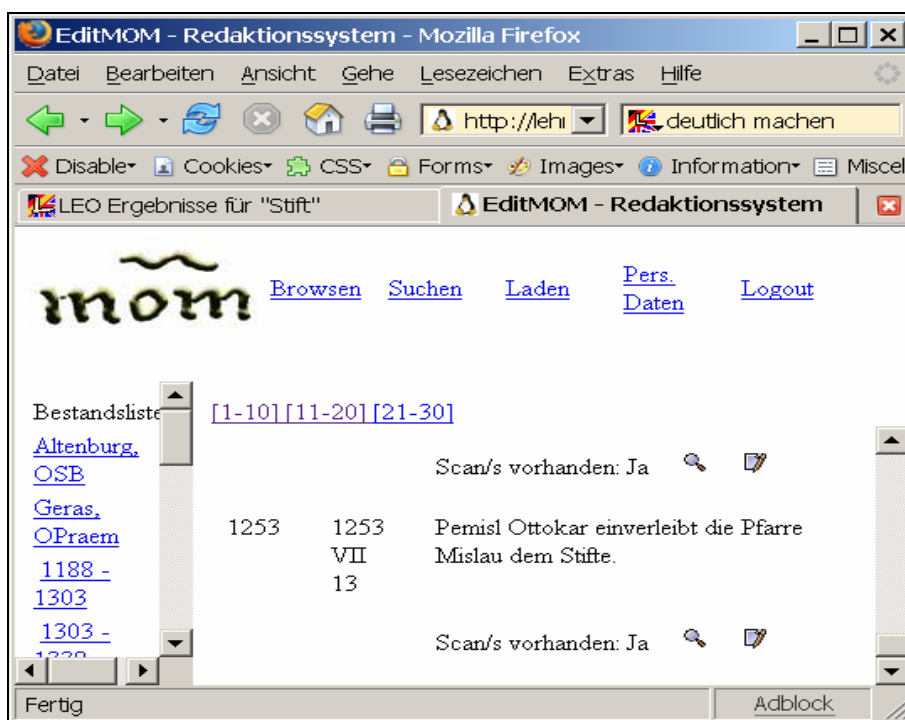 EditMOM - Redaktionssystem - Mozilla Firefox
Datei Bearbeiten Ansicht Gehe Lesezeichen Extras Hilfe
http://leh deutlich machen
Disable Cookies CSS Forms Images Information Miscel
LEO Ergebnisse für "Stift" EditMOM - Redaktionssystem
mom Browsen Suchen Laden Pers. Daten Logout
Bestandsliste
Altenburg,
OSB
Geras,
OPraem
1188 -
1303
1303 -
[1-10] [11-20] [21-30]
Scan/s vorhanden: Ja
1253 1253 Pemisl Ottokar einverleibt die Pfarre
VII Mislau dem Stifte.
13
Scan/s vorhanden: Ja
Fertig Adblock